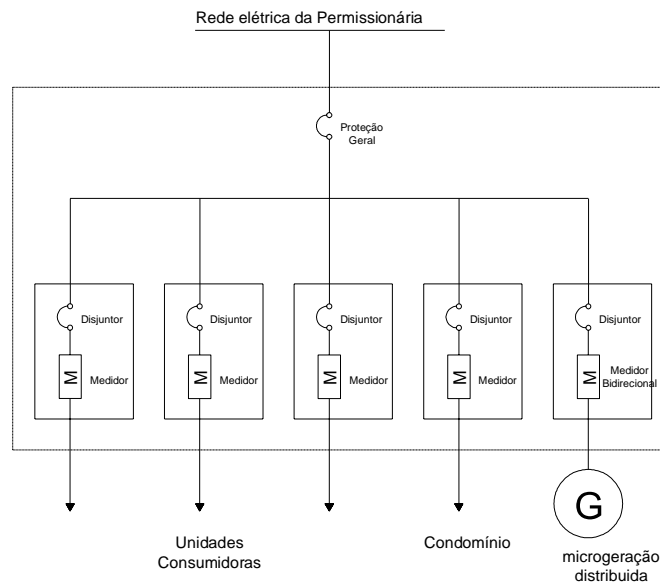 Rede elétrica da Permissionária
Proteção
Geral
Disjuntor
Disjuntor
Disjuntor
Disjuntor
Disjuntor
M
Medidor
M
Medidor
M
Medidor
M
Medidor
M
Medidor
Bidirecional
G
Unidades
Consumidoras
Condomínio
microgeração
distribuida